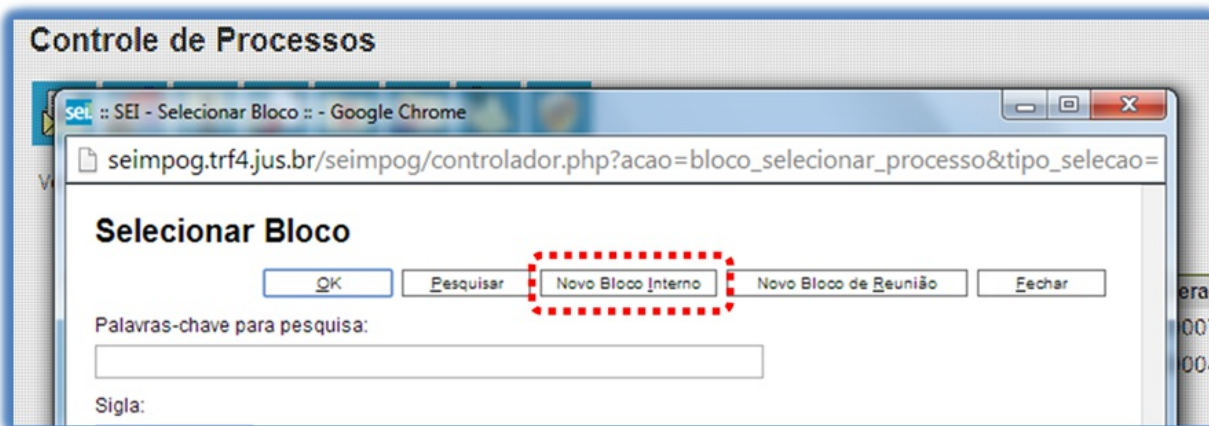 Controle de Processos
sei. :: SEI - Selecionar Bloco :: - Google Chrome
seimpog.trf4.jus.br/seimpog/controlador.php?acao=bloco_selecionar_processo&tipo_selecao=
Selecionar Bloco
OK Pesquisar Novo Bloco Interno Novo Bloco de Reunião Fechar
Palavras-chave para pesquisa:
Sigla: